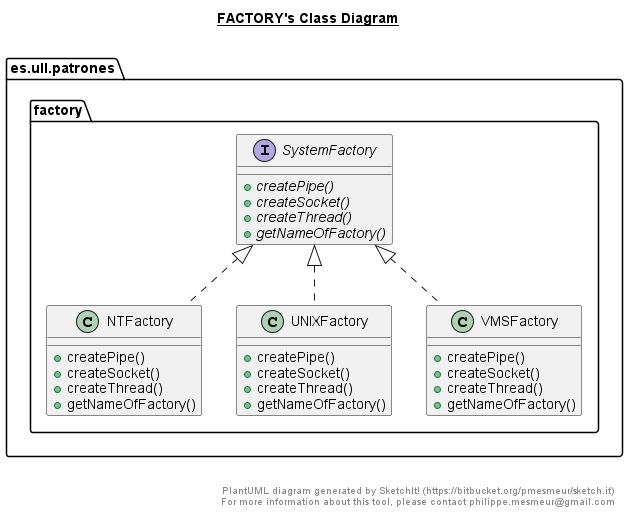 FACTORY's Class Diagram
es.ull.patrones
factory
I SystemFactory
createPipe()
createSocket()
createThread()
getNameOfFactory()
C NTFactory
createPipe()
createSocket()
createThread()
getNameOfFactory()
C UNIXFactory
createPipe()
createSocket()
createThread()
getNameOfFactory()
C VMSFactory
createPipe()
createSocket()
createThread()
getNameOfFactory()
PlantUML diagram generated by SketchIt! (https://bitbucket.org/pmesmeur/sketch.it)
For more information about this tool, please contact philippe.mesmeur@gmail.com